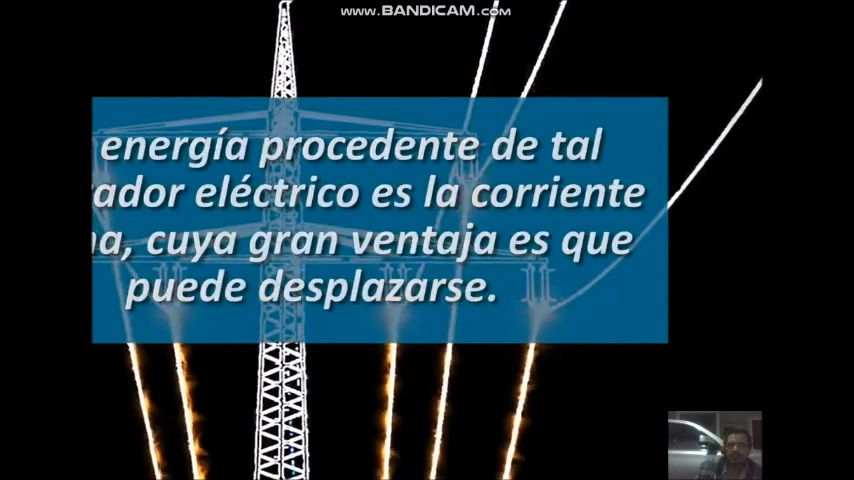 www.BANDICAM.com
energía procedente de tal
ador eléctrico es la corriente
a, cuya gran ventaja es que
puede desplazarse.